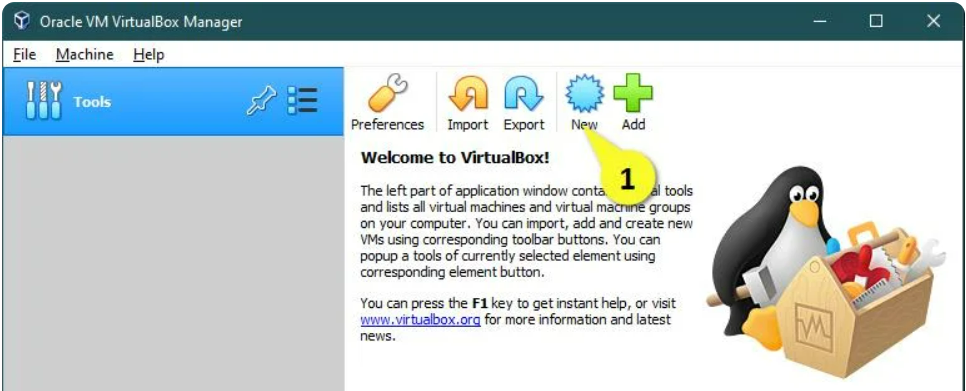 Oracle VM VirtualBox Manager
File Machine Help
Tools
Preferences Import Export New Add
Welcome to VirtualBox!
1
The left part of application window al tools
and lists all virtual machines and virtual machine groups
on your computer. You can import, add and create new
VMs using corresponding toolbar buttons. You can
popup a tools of currently selected element using
corresponding element button.
You can press the F1 key to get instant help, or visit
www.virtualbox.org for more information and latest
news.